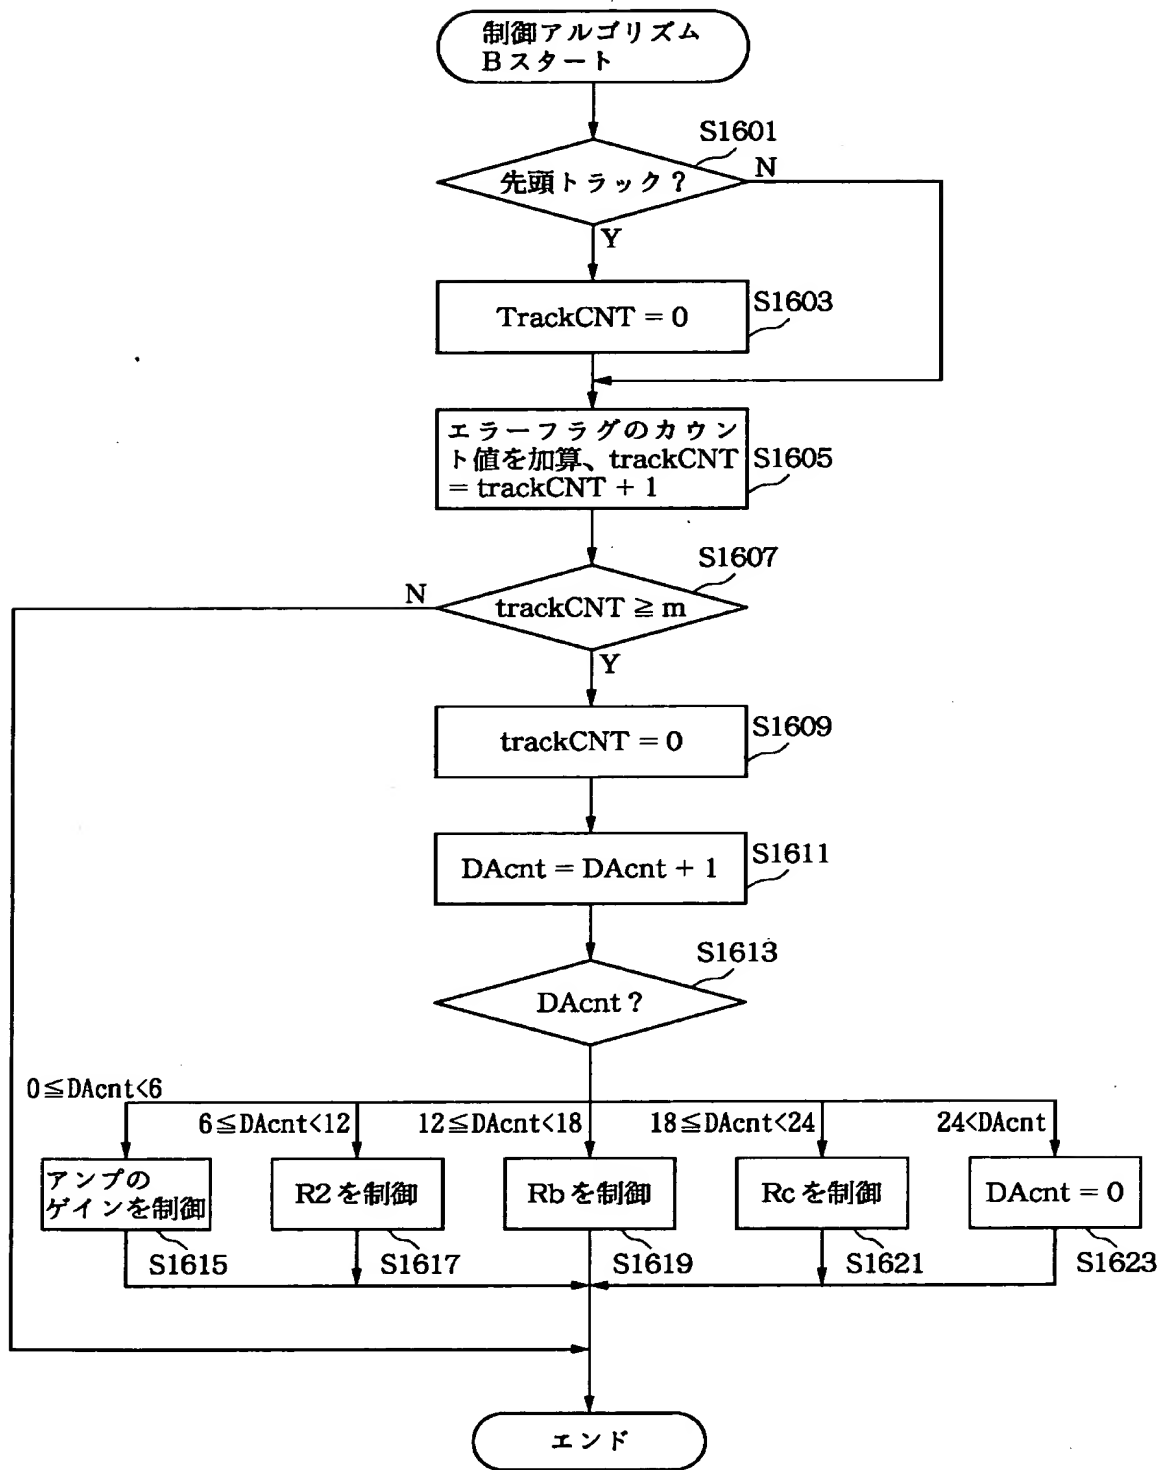 制御アルゴリズム
Bスタート
S1601
先頭トラック?
N
Y
TrackCNT = 0
S1603
エラーフラグのカウン
ト値を加算、trackCNT
= trackCNT + 1
S1605
S1607
N
trackCNT ≧ m
Y
trackCNT = 0
S1609
DAcnt = DAcnt + 1
S1611
S1613
DAcnt ?
0≦DAcnt<6
6≦DAcnt<12
12≦DAcnt<18
18≦DAcnt<24
24<DAcnt
アンプの
ゲインを制御
R2を制御
Rbを制御
Rcを制御
DAcnt = 0
S1615
S1617
S1619
S1621
S1623
エンド